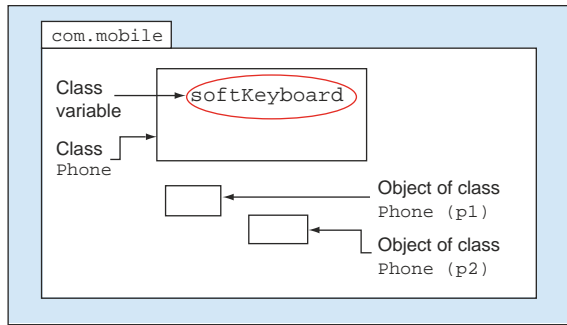 com.mobile
Class
variable
softKeyboard
Class
Phone
Object of class
Phone (p1)
Object of class
Phone (p2)